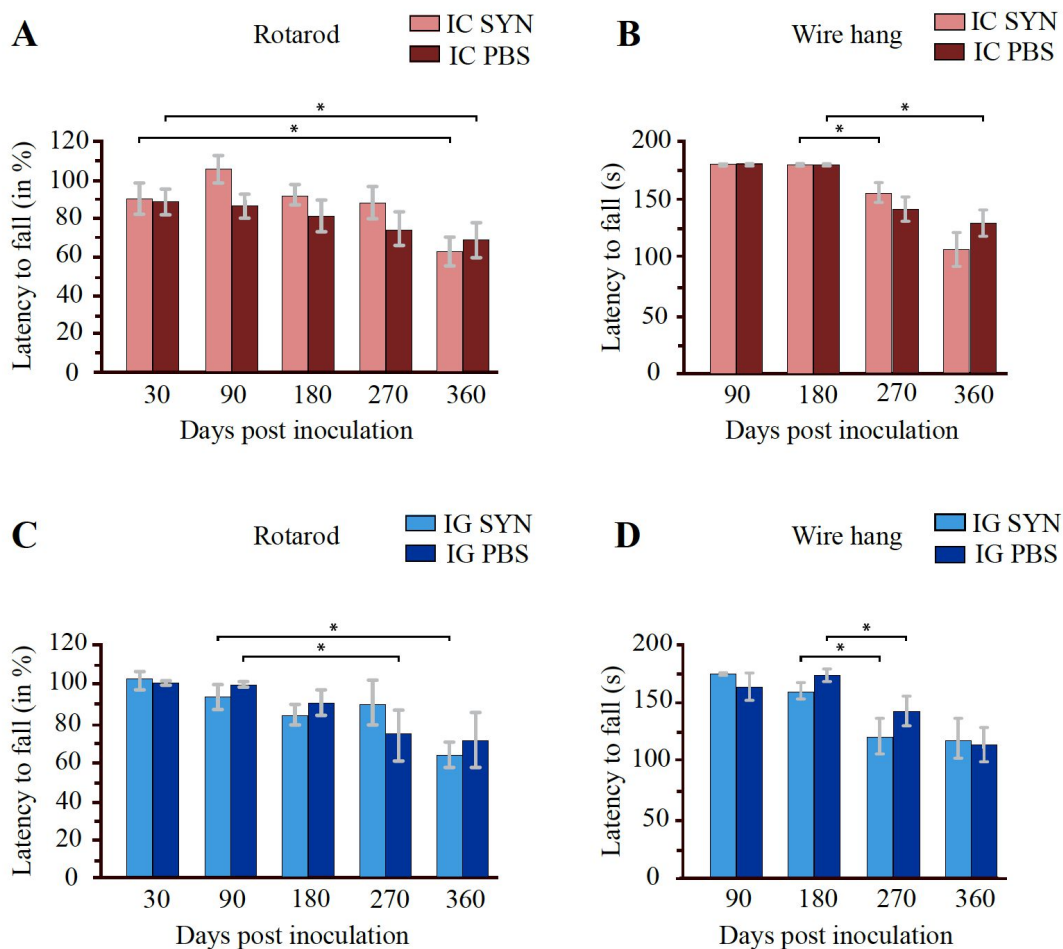 A
Rotarod
IC SYN
IC PBS
*
*
Latency to fall (in %)
120
100
80
60
40
20
0
30 90 180 270 360
Days post inoculation
B
Wire hang
IC SYN
IC PBS
*
*
Latency to fall (s)
200
150
100
50
0
90 180 270 360
Days post inoculation
C
Rotarod
IG SYN
IG PBS
*
*
Latency to fall (in %)
120
100
80
60
40
20
0
30 90 180 270 360
Days post inoculation
D
Wire hang
IG SYN
IG PBS
*
*
Latency to fall (s)
200
150
100
50
0
90 180 270 360
Days post inoculation